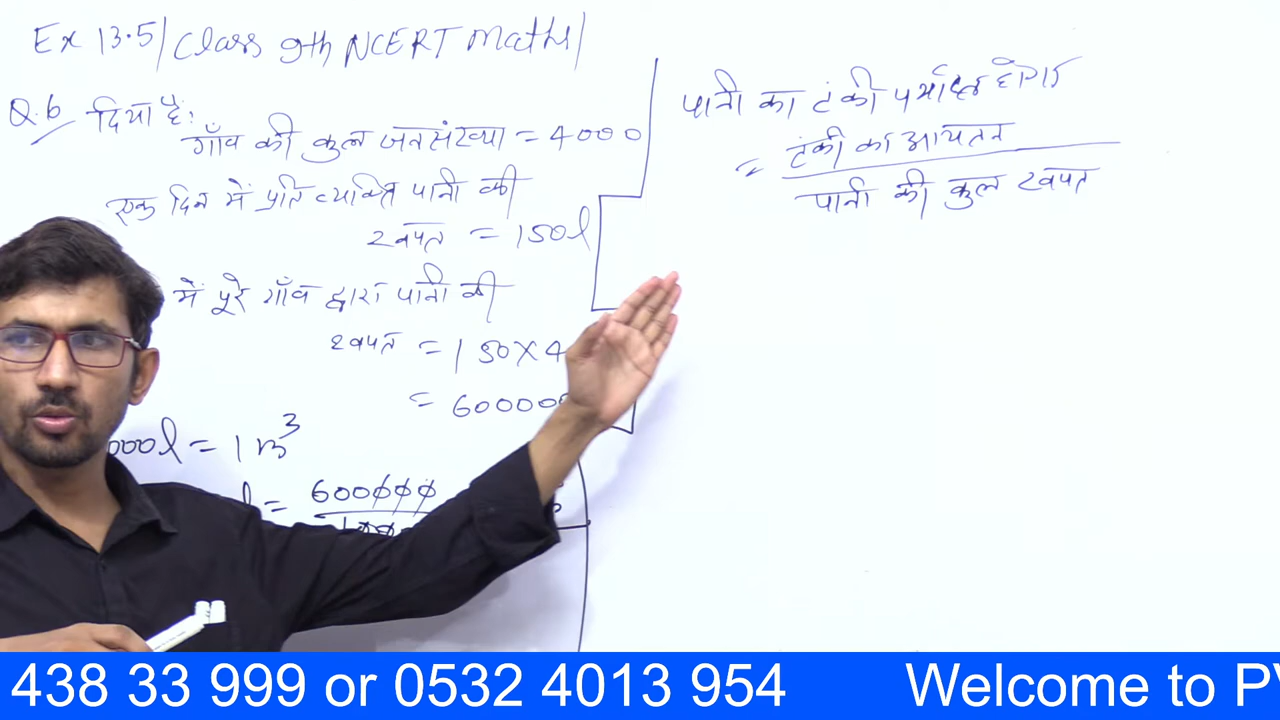 Ex 13.5/ Class 9th NCERT Maths/
Q.6 दिया है:
गाँव की कुल जनसंख्या = 4000
एक दिन में प्रति व्यक्ति पानी की
खपत = 150l
में पूरे गाँव द्वारा पानी की
खपत = 150×4
= 60000
000l = 1m³
l = 600000
पानी का टंकी पर्याप्त होगा
= टंकी का आयतन
पानी की कुल खपत
438 33 999 or 0532 4013 954 Welcome to PV